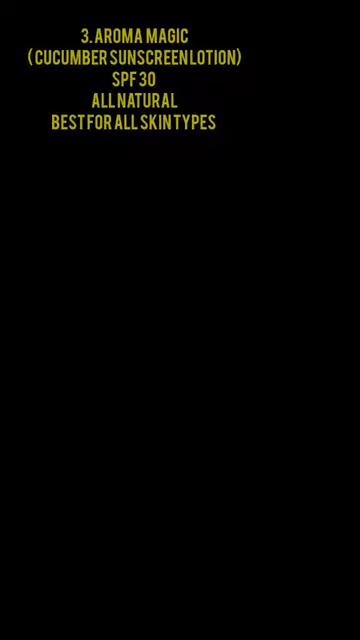 3. AROMA MAGIC
( CUCUMBER SUNSCREEN LOTION)
SPF 30
ALL NATURAL
BEST FOR ALL SKIN TYPES